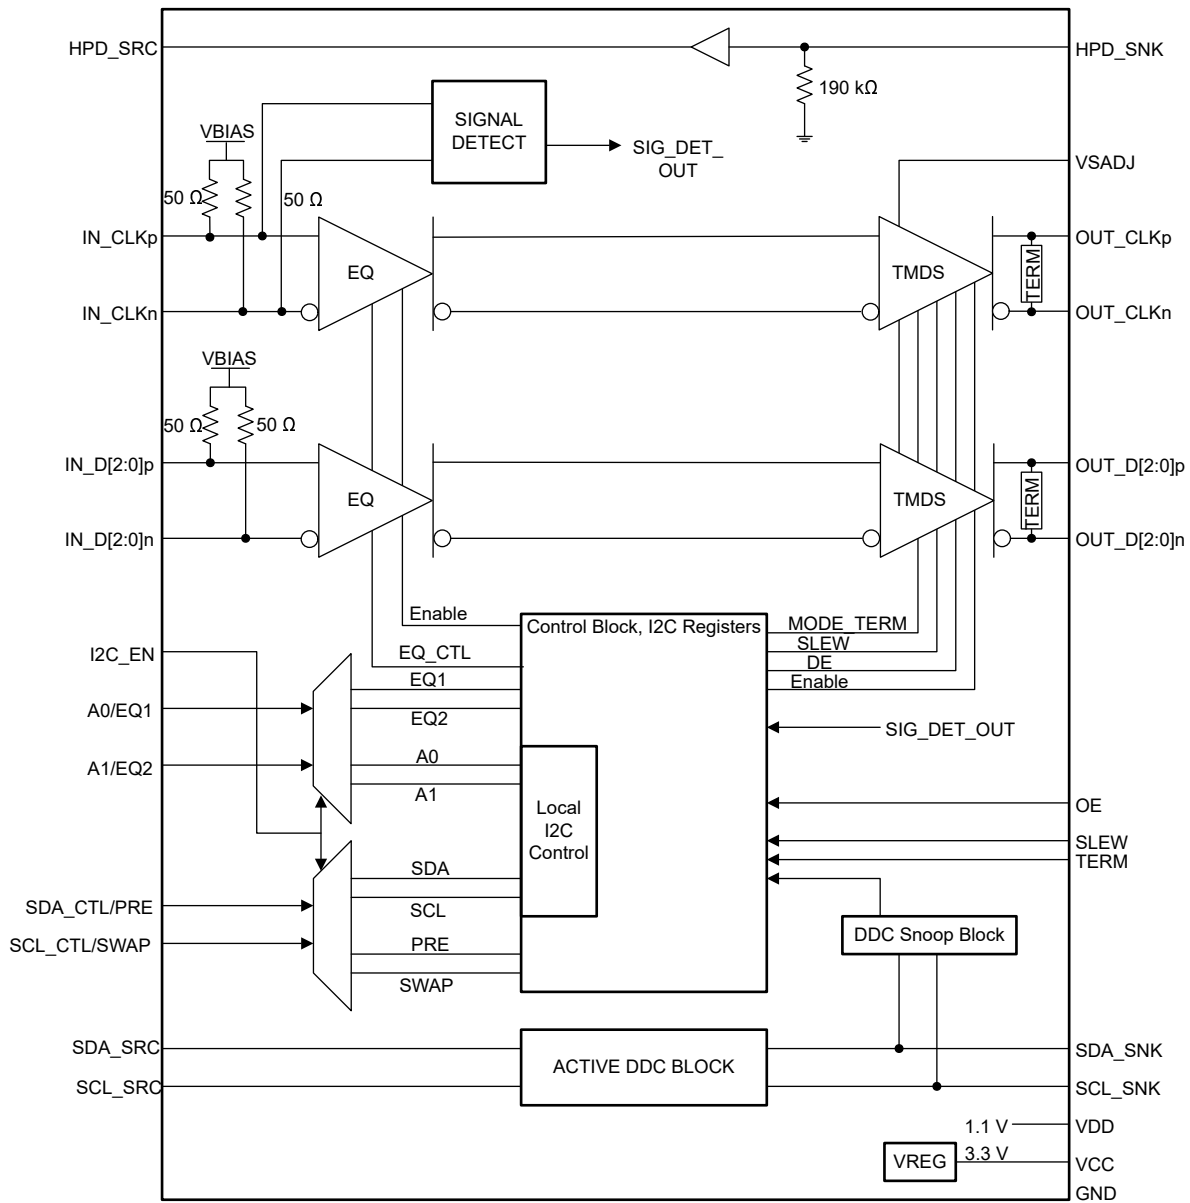 HPD_SRC
HPD_SNK
190 kΩ
SIGNAL
DETECT
SIG_DET_
OUT
VBIAS
VSADJ
50 Ω
50 Ω
IN_CLKp
OUT_CLKp
EQ
TMDS
TERM
IN_CLKn
OUT_CLKn
VBIAS
50 Ω
50 Ω
IN_D[2:0]p
OUT_D[2:0]p
EQ
TMDS
TERM
IN_D[2:0]n
OUT_D[2:0]n
Enable
Control Block, I2C Registers
MODE_TERM
SLEW
DE
Enable
I2C_EN
EQ_CTL
EQ1
A0/EQ1
EQ2
SIG_DET_OUT
A0
A1/EQ2
A1
Local
I2C
Control
OE
SLEW
TERM
SDA
SDA_CTL/PRE
SCL
DDC Snoop Block
SCL_CTL/SWAP
PRE
SWAP
SDA_SRC
SDA_SNK
ACTIVE DDC BLOCK
SCL_SRC
SCL_SNK
1.1 V
VDD
VREG
3.3 V
VCC
GND